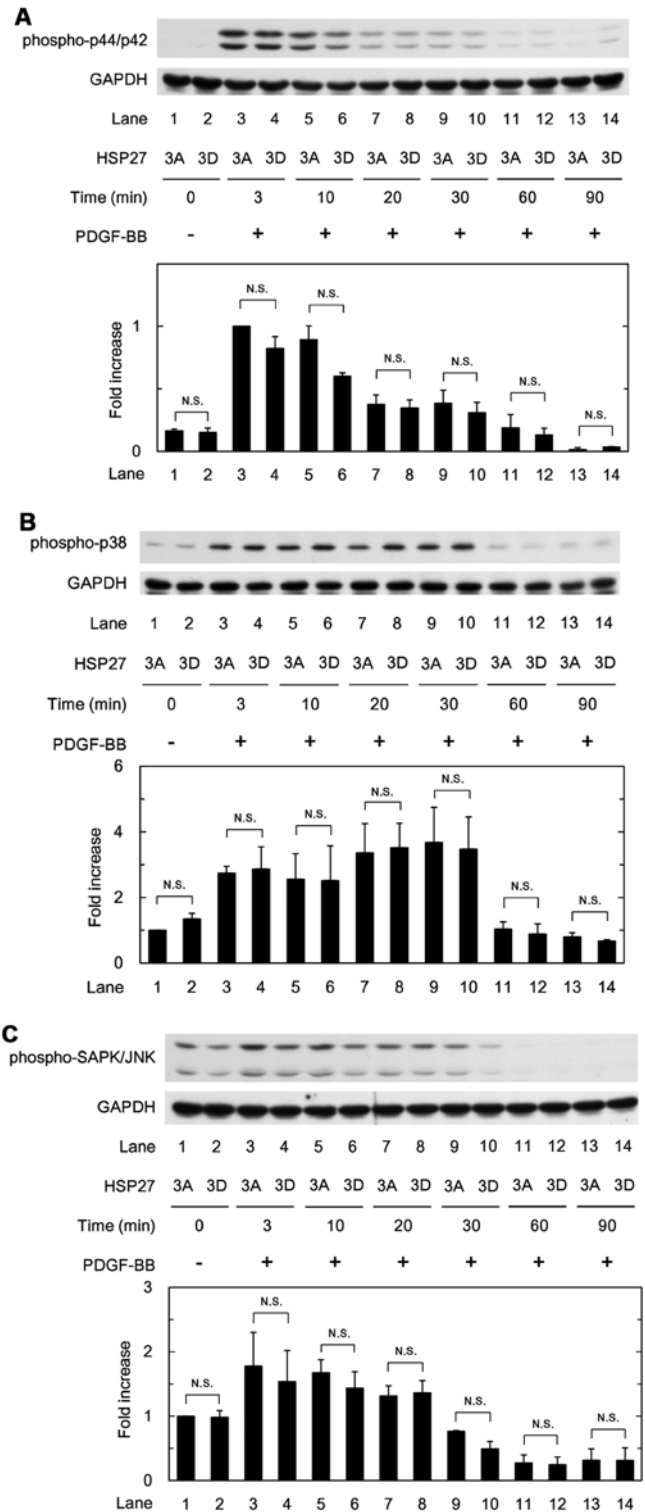 A
phospho-p44/p42
GAPDH
Lane 1 2 3 4 5 6 7 8 9 10 11 12 13 14
HSP27 3A 3D 3A 3D 3A 3D 3A 3D 3A 3D 3A 3D 3A 3D
Time (min) 0 3 10 20 30 60 90
PDGF-BB - + + + + + +
Fold increase
1
0
N.S. N.S. N.S. N.S. N.S. N.S. N.S.
Lane 1 2 3 4 5 6 7 8 9 10 11 12 13 14
B
phospho-p38
GAPDH
Lane 1 2 3 4 5 6 7 8 9 10 11 12 13 14
HSP27 3A 3D 3A 3D 3A 3D 3A 3D 3A 3D 3A 3D 3A 3D
Time (min) 0 3 10 20 30 60 90
PDGF-BB - + + + + + +
Fold increase
6
4
2
0
N.S. N.S. N.S. N.S. N.S. N.S. N.S.
Lane 1 2 3 4 5 6 7 8 9 10 11 12 13 14
C
phospho-SAPK/JNK
GAPDH
Lane 1 2 3 4 5 6 7 8 9 10 11 12 13 14
HSP27 3A 3D 3A 3D 3A 3D 3A 3D 3A 3D 3A 3D 3A 3D
Time (min) 0 3 10 20 30 60 90
PDGF-BB - + + + + + +
Fold increase
3
2
1
0
N.S. N.S. N.S. N.S. N.S. N.S. N.S.
Lane 1 2 3 4 5 6 7 8 9 10 11 12 13 14